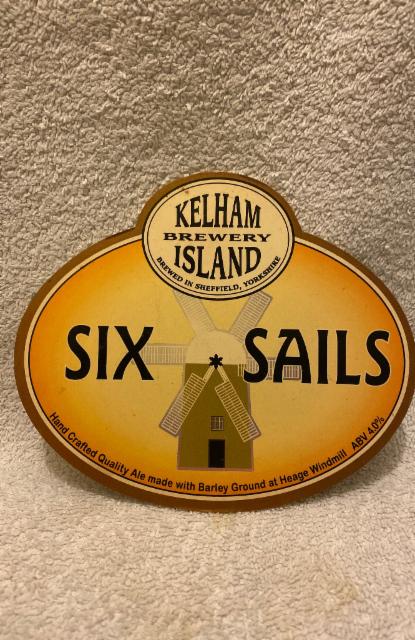 KELHAM
BREWERY
ISLAND
BREWED IN SHEFFIELD, YORKSHIRE
SIX SAILS
Hand Crafted Quality Ale made with Barley Ground at Heage Windmill ABV 4.0%